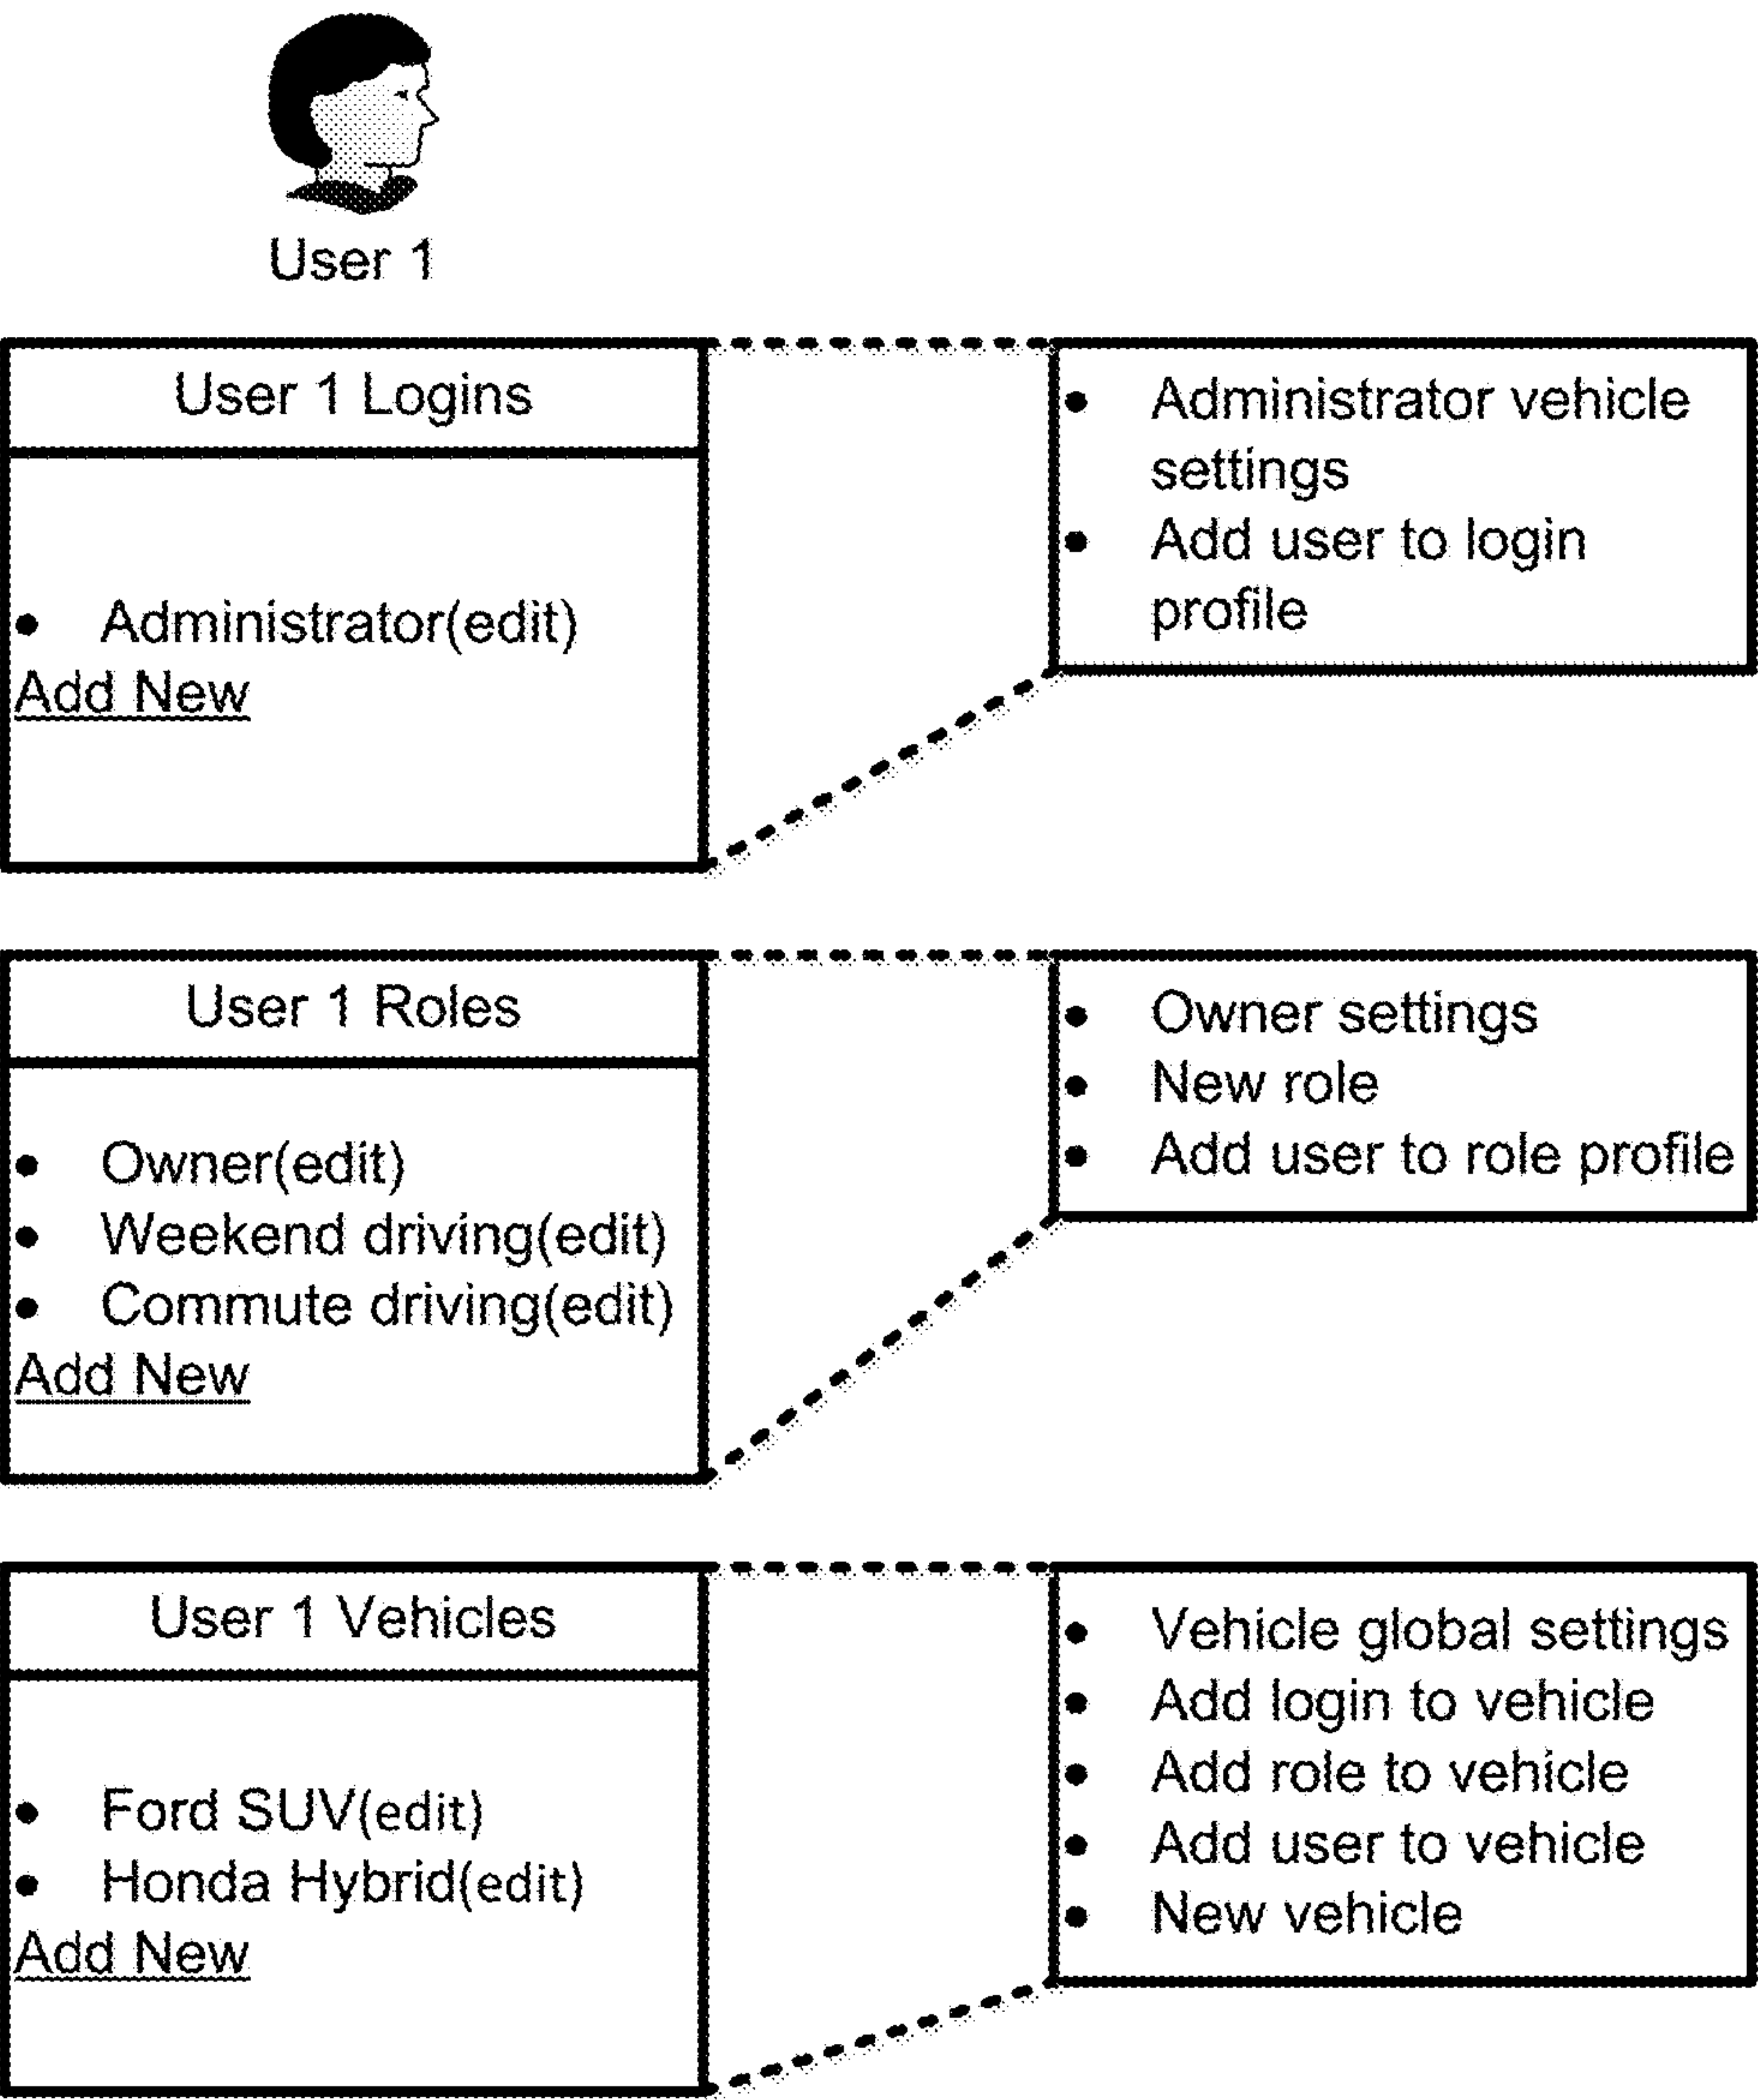 User 1
User 1 Logins
• Administrator(edit)
Add New
• Administrator vehicle
settings
• Add user to login
profile
User 1 Roles
• Owner(edit)
• Weekend driving(edit)
• Commute driving(edit)
Add New
• Owner settings
• New role
• Add user to role profile
User 1 Vehicles
• Ford SUV(edit)
• Honda Hybrid(edit)
Add New
• Vehicle global settings
• Add login to vehicle
• Add role to vehicle
• Add user to vehicle
• New vehicle